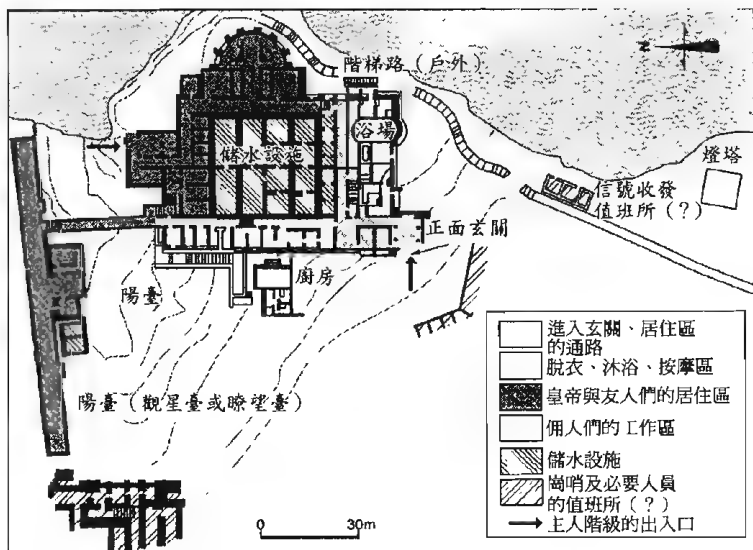 階梯路(戶外)
浴場
儲水設施
燈塔
信號收發
值班所(?)
正面玄關
廚房
陽臺
陽臺(觀星臺或瞭望臺)
0 30m
進入玄關、居住區
的通路
脫衣、沐浴、按摩區
皇帝與友人們的居住區
佣人們的工作區
儲水設施
崗哨及必要人員
的值班所(?)
主人階級的出入口